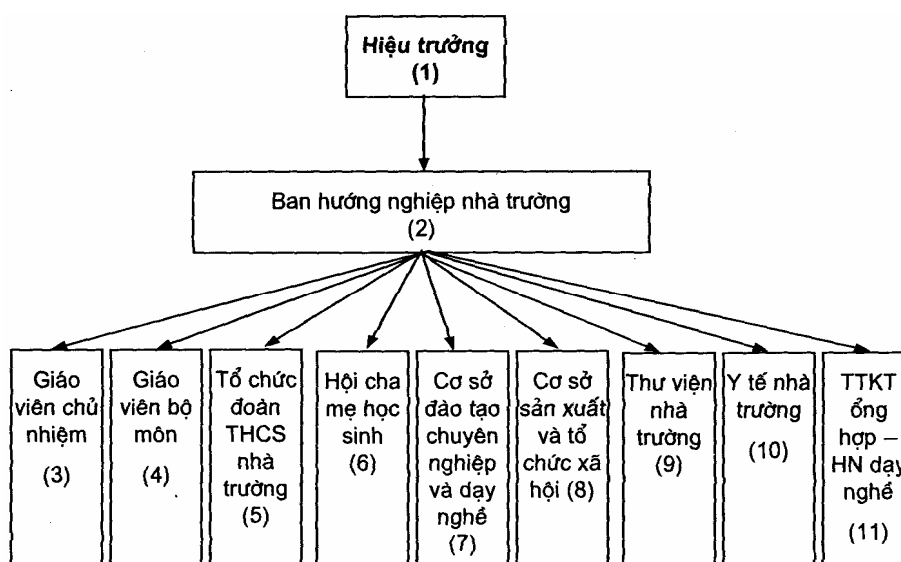 Hiệu trưởng
(1)
Ban hướng nghiệp nhà trường
(2)
Giáo
viên chủ
nhiệm
(3)
Giáo
viên bộ
môn
(4)
Tổ chức
đoàn
THCS
nhà
trường
(5)
Hội cha
mẹ học
sinh
(6)
Cơ sở
đào tạo
chuyên
nghiệp
và dạy
nghề
(7)
Cơ sở
sản xuất
và tổ
chức xã
hội (8)
Thư viện
nhà
trường
(9)
Y tế nhà
trường
(10)
TTKT
ổng
hợp –
HN dạy
nghề
(11)